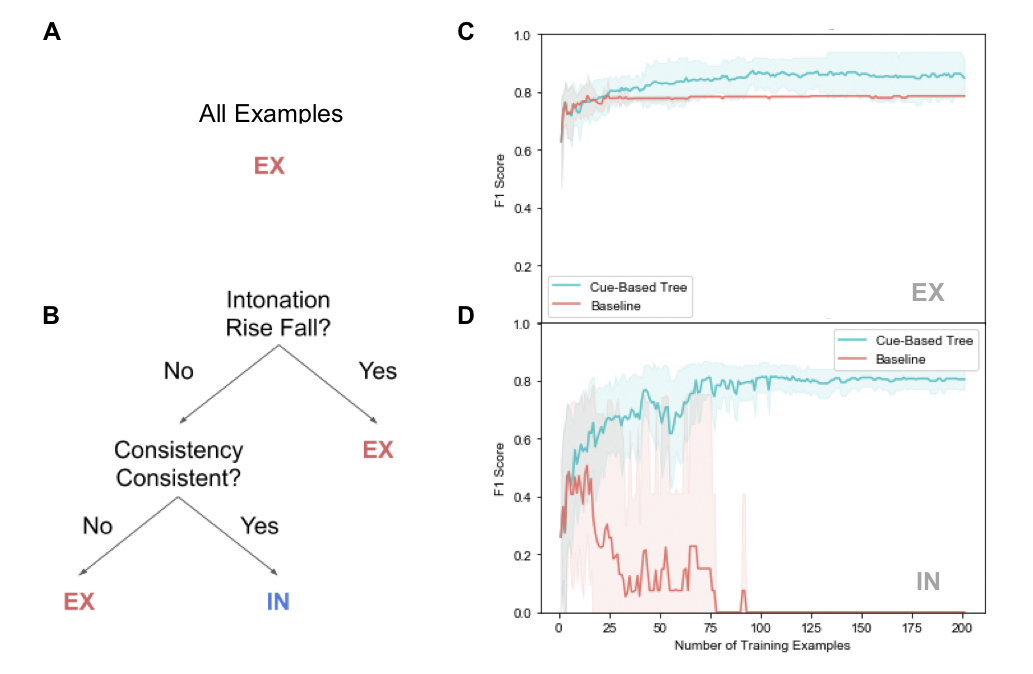 A
All Examples
EX
B
Intonation
Rise Fall?
No
Yes
Consistency
Consistent?
EX
No
Yes
EX
IN
C
1.0
0.8
0.6
0.4
0.2
F1 Score
Cue-Based Tree
Baseline
EX
D
1.0
0.8
0.6
0.4
0.2
0.0
F1 Score
Cue-Based Tree
Baseline
IN
0 25 50 75 100 125 150 175 200
Number of Training Examples